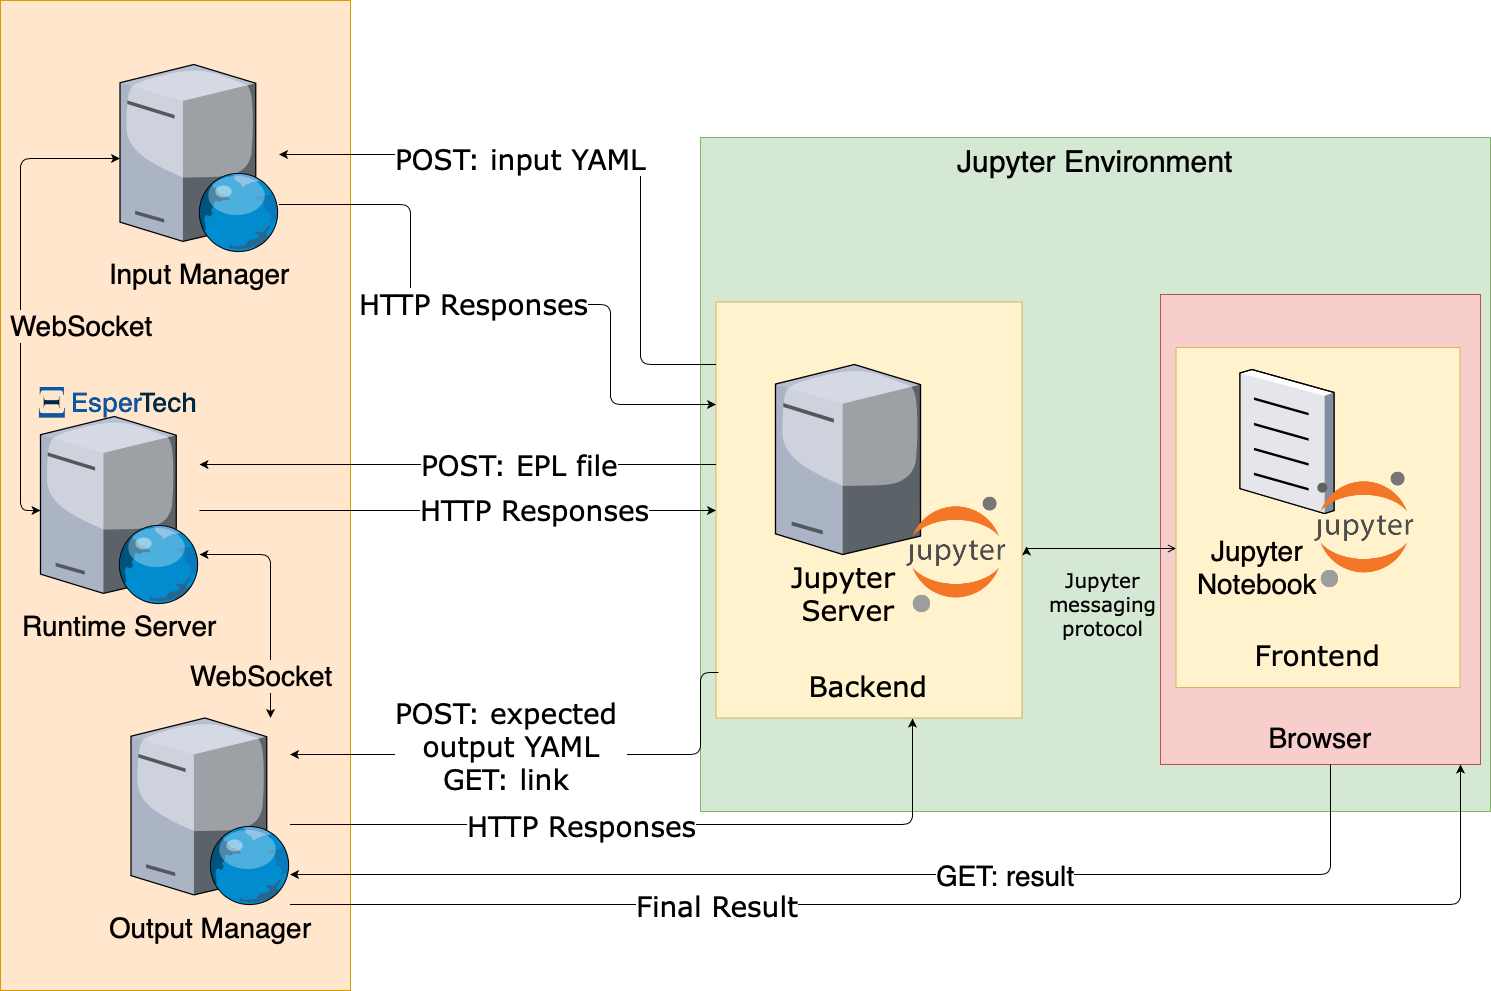 POST: input YAML
Jupyter Environment
Input Manager
HTTP Responses
WebSocket
EsperTech
POST: EPL file
HTTP Responses
Runtime Server
WebSocket
jupyter
Jupyter
Server
Backend
Jupyter
messaging
protocol
jupyter
Jupyter
Notebook
Frontend
Browser
POST: expected
output YAML
GET: link
HTTP Responses
GET: result
Final Result
Output Manager